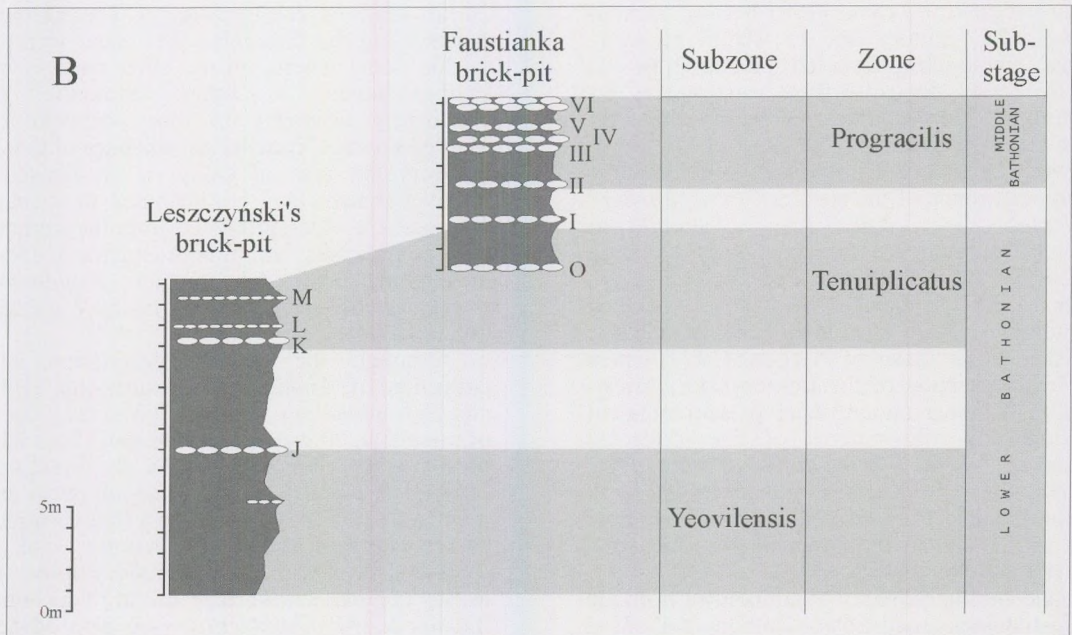 B
Faustianka
brick-pit
Subzone
Zone
Sub-
stage
Leszczyński's
brick-pit
VI
V
IV
III
II
I
O
M
L
K
J
Progracilis
Tenuiplicatus
Yeovilensis
MIDDLE
BATHONIAN
LOWER BATHONIAN
5m
0m